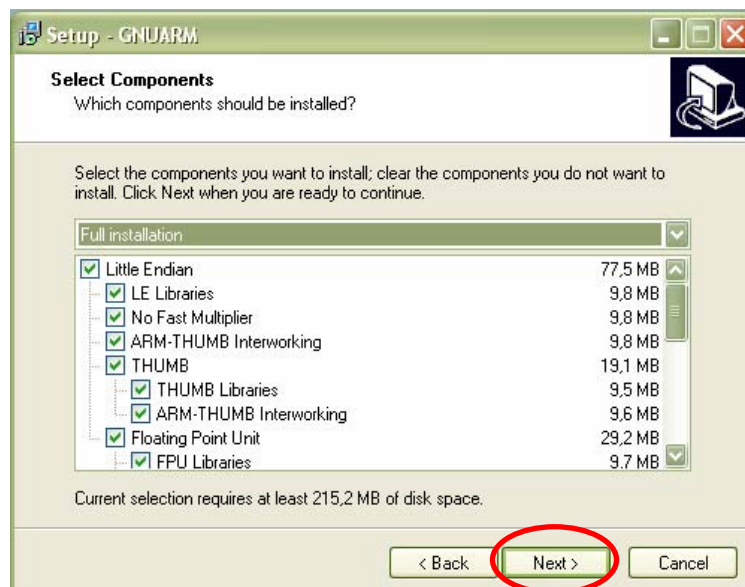 Setup - GNUARM
Select Components
Which components should be installed?
Select the components you want to install; clear the components you do not want to
install. Click Next when you are ready to continue.
Full installation
Little Endian 77,5 MB
LE Libraries 9,8 MB
No Fast Multiplier 9,8 MB
ARM-THUMB Interworking 9,8 MB
THUMB 19,1 MB
THUMB Libraries 9,5 MB
ARM-THUMB Interworking 9,6 MB
Floating Point Unit 29,2 MB
FPU Libraries 9,7 MB
Current selection requires at least 215,2 MB of disk space.
< Back Next > Cancel